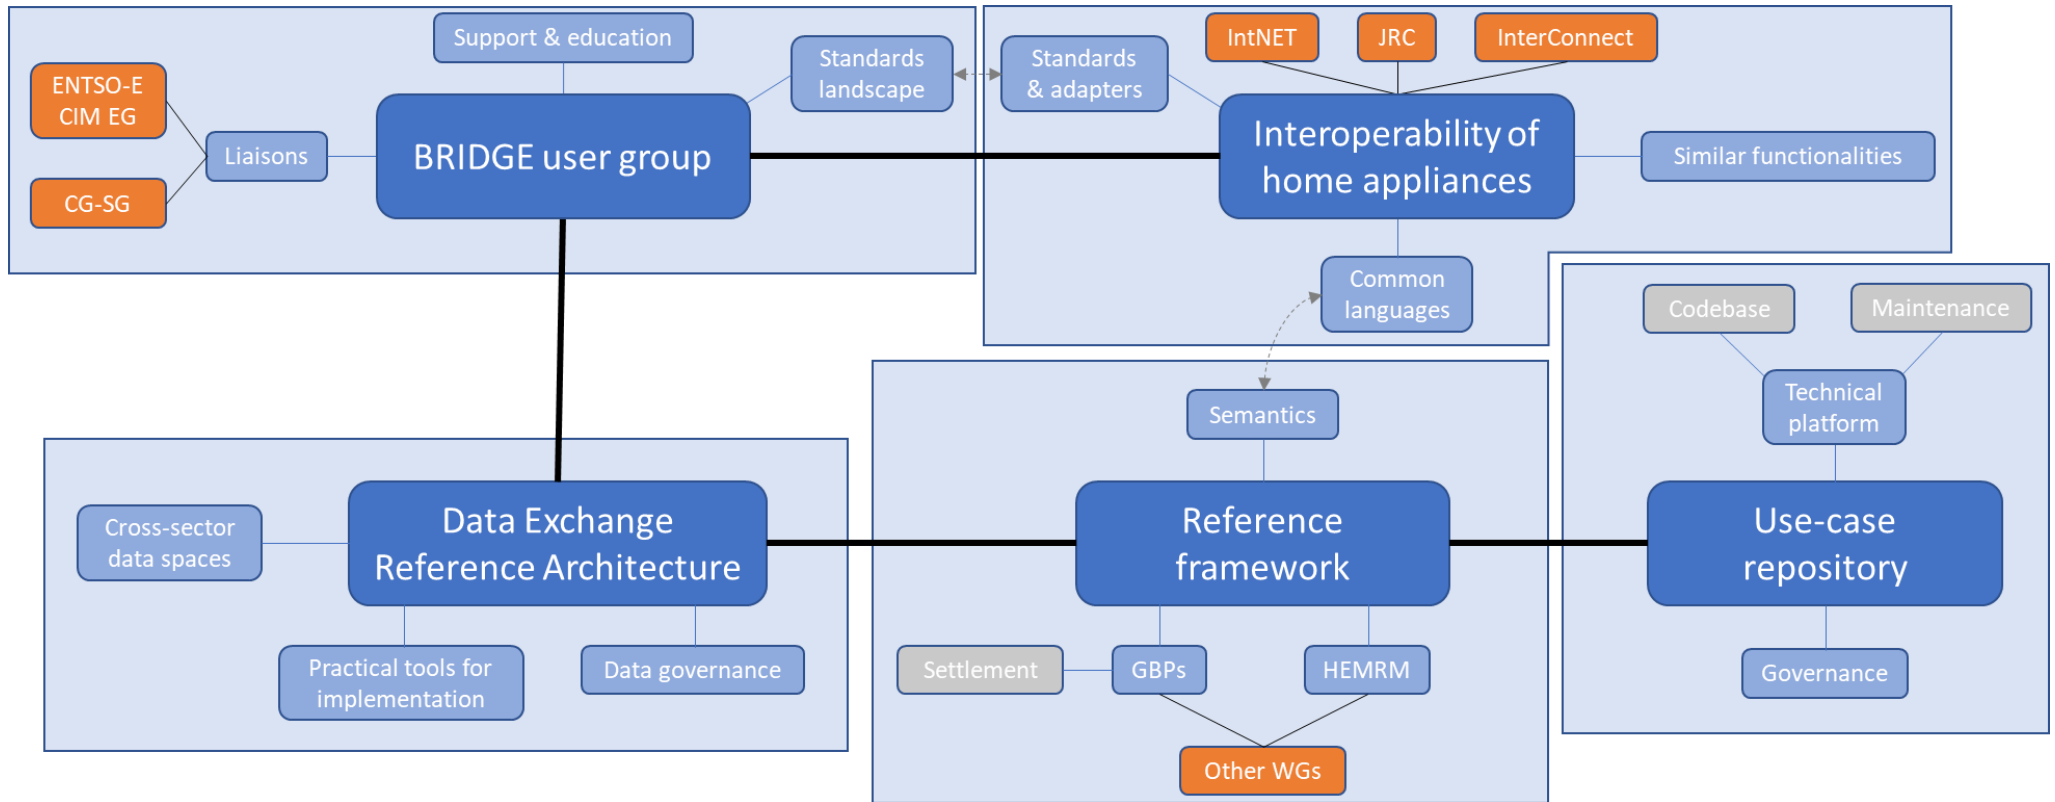 Support & education
Standards
landscape
ENTSO-E
CIM EG
Liaisons
CG-SG
BRIDGE user group
IntNET
JRC
InterConnect
Standards
& adapters
Interoperability of
home appliances
Similar functionalities
Common
languages
Codebase
Maintenance
Technical
platform
Use-case
repository
Governance
Cross-sector
data spaces
Data Exchange
Reference Architecture
Practical tools for
implementation
Data governance
Semantics
Reference
framework
Settlement
GBPs
HEMRM
Other WGs